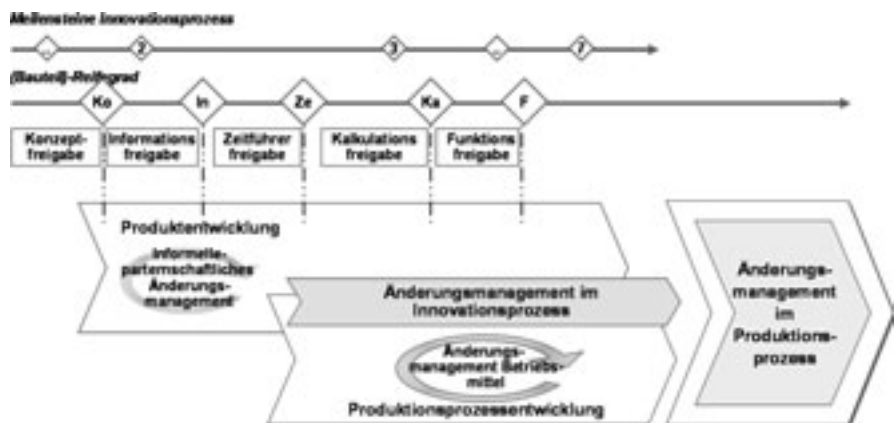 Meilensteine Innovationsprozess
2
3
7
(Bauteil)-Reifegrad
Ko
In
Ze
Ka
F
Konzept-
freigabe
Informations
freigabe
Zeitführer
freigabe
Kalkulations
freigabe
Funktions
freigabe
Produktentwicklung
Informelle-
partnerschaftliches
Änderungs-
management
Änderungsmanagement im
Innovationsprozess
Änderungs-
management Betriebs-
mittel
Produktionsprozessentwicklung
Änderungs-
management
im
Produktions-
prozess